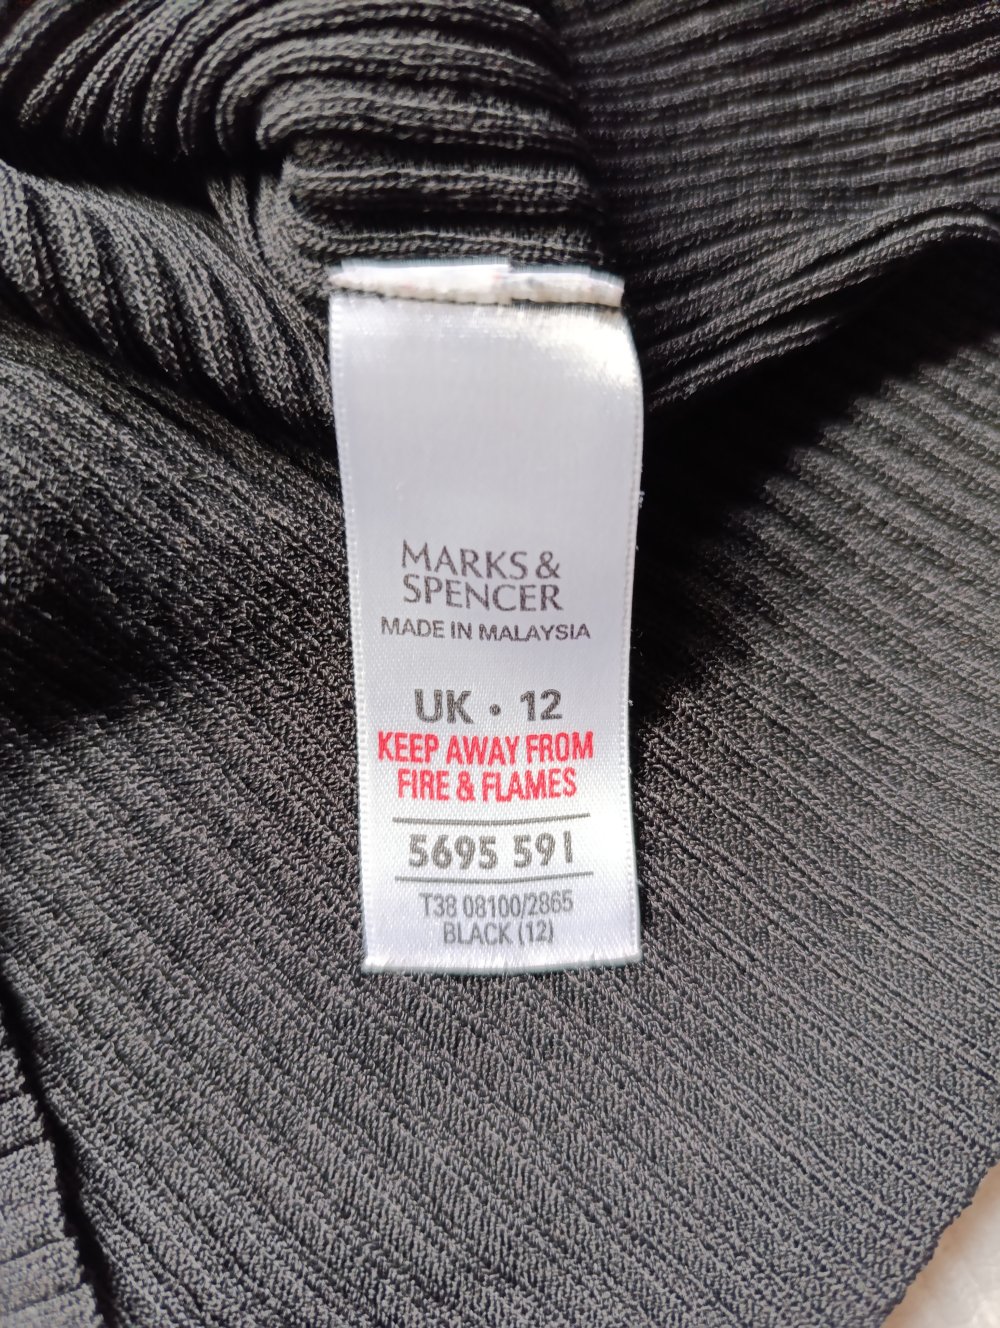 MARKS &
SPENCER
MADE IN MALAYSIA
UK • 12
KEEP AWAY FROM
FIRE & FLAMES
5695 591
T38 08100/2865
BLACK (12)